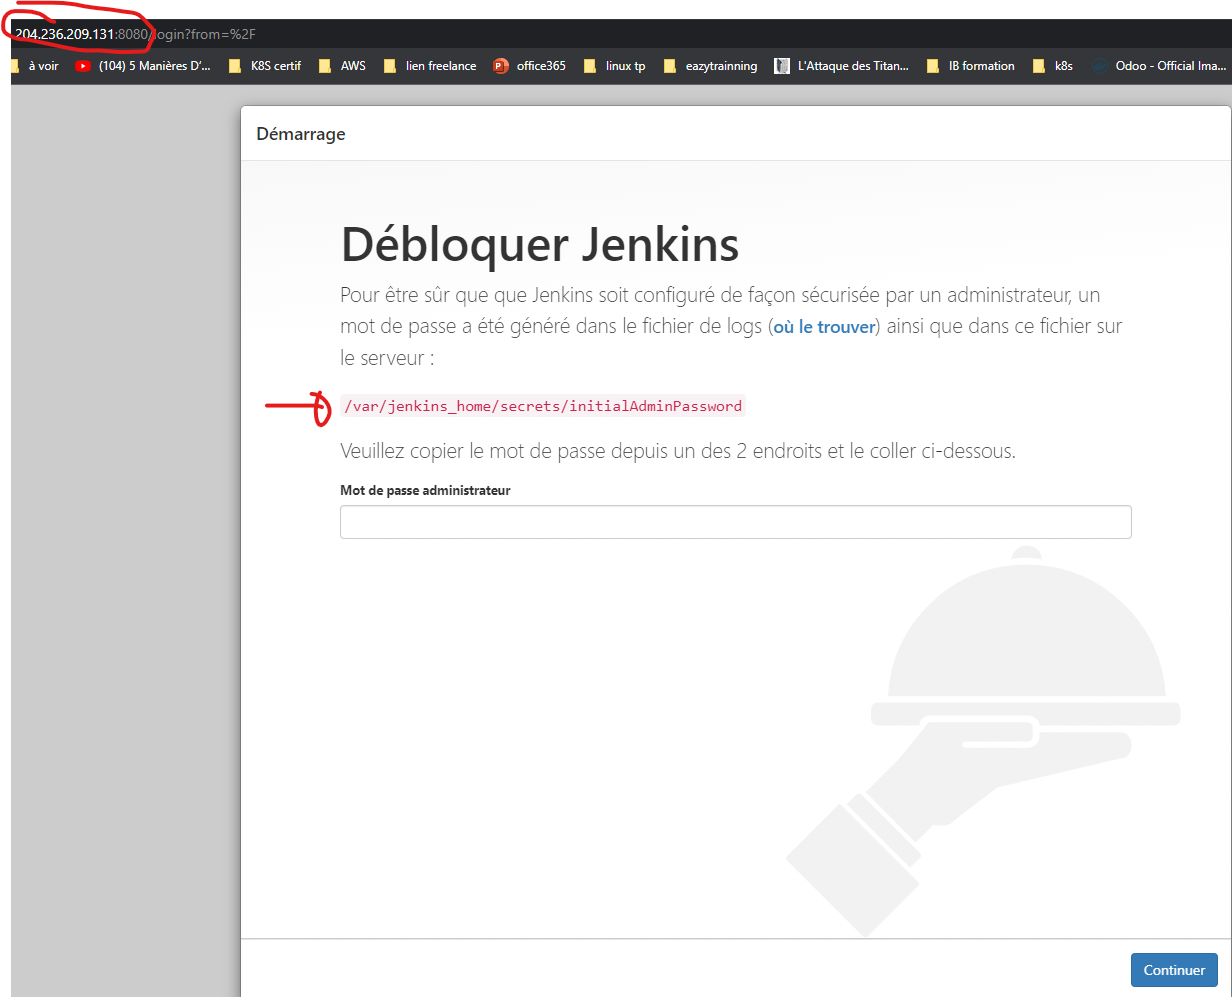 204.236.209.131:8080/login?from=%2F
à voir (104) 5 Manières D'... K8S certif AWS lien freelance office365 linux tp eazytrainning L'Attaque des Titan... IB formation k8s Odoo - Official Ima...
Démarrage
Débloquer Jenkins
Pour être sûr que que Jenkins soit configuré de façon sécurisée par un administrateur, un
mot de passe a été généré dans le fichier de logs (où le trouver) ainsi que dans ce fichier sur
le serveur :
/var/jenkins_home/secrets/initialAdminPassword
Veuillez copier le mot de passe depuis un des 2 endroits et le coller ci-dessous.
Mot de passe administrateur
Continuer